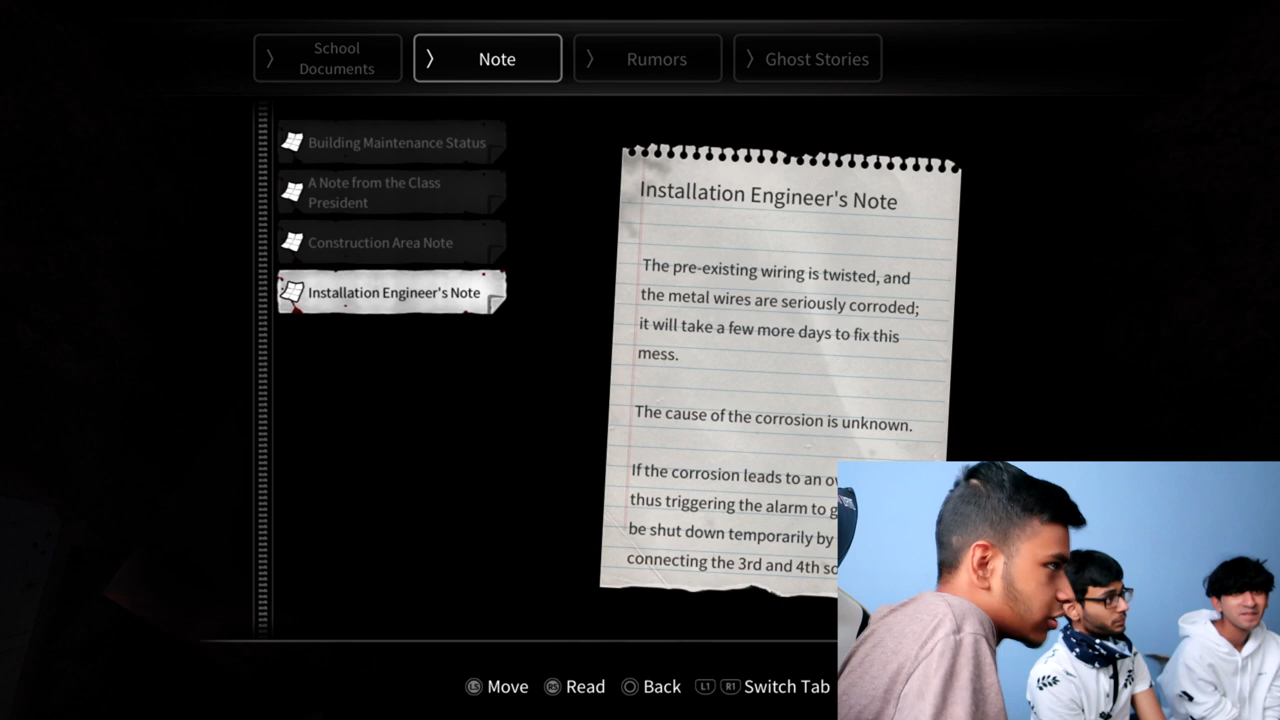 School
Documents
Note
Rumors
Ghost Stories
Building Maintenance Status
A Note from the Class
President
Construction Area Note
Installation Engineer's Note
Installation Engineer's Note
The pre-existing wiring is twisted, and
the metal wires are seriously corroded;
it will take a few more days to fix this
mess.
The cause of the corrosion is unknown.
If the corrosion leads to an
thus triggering the alarm to
be shut down temporarily by
connecting the 3rd and 4th
LS Move
RS Read
Back
L1 R1 Switch Tab